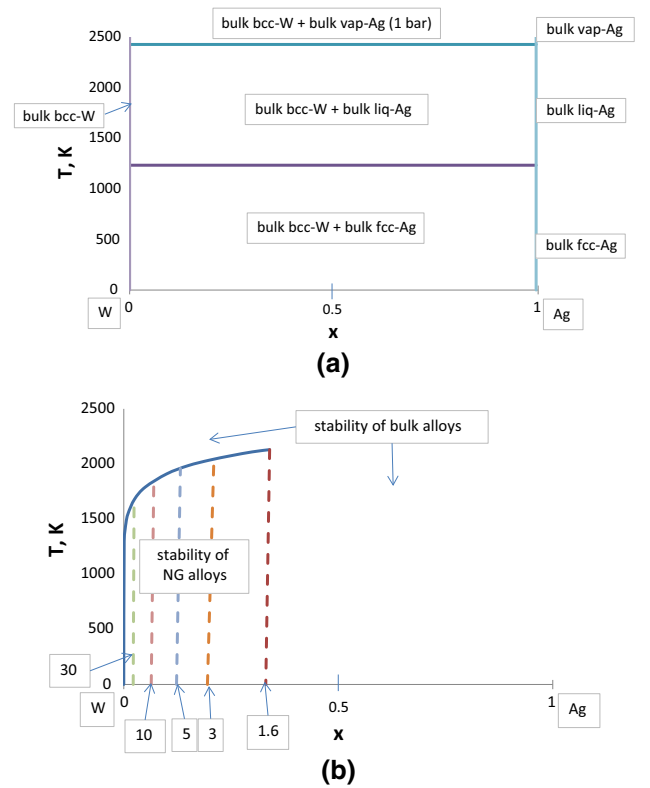 bulk bcc-W + bulk vap-Ag (1 bar)
bulk vap-Ag
2500
2000
bulk bcc-W
bulk bcc-W + bulk liq-Ag
bulk liq-Ag
1500
T, K
1000
bulk bcc-W + bulk fcc-Ag
500
bulk fcc-Ag
0
W
0
0.5
1
Ag
x
(a)
2500
stability of bulk alloys
2000
1500
T, K
stability of
NG alloys
1000
500
30
0
W
0
0.5
1
Ag
10
5
3
1.6
x
(b)